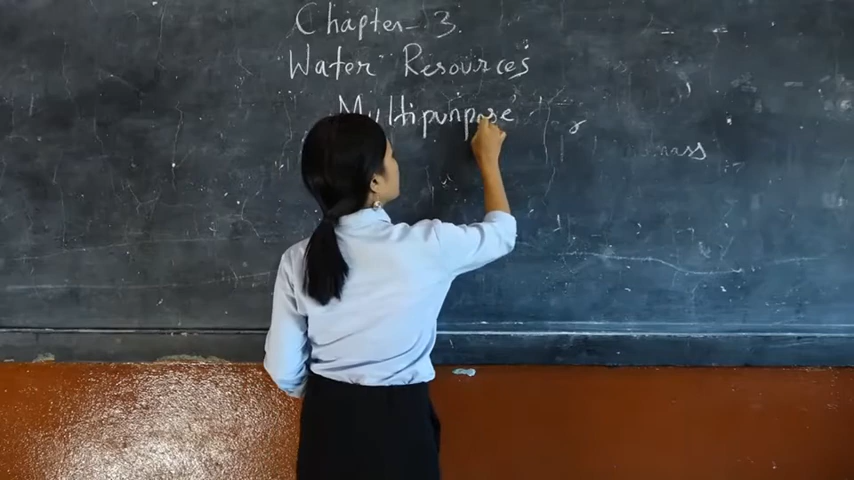 Chapter - 3
Water Resources
Multipurpose